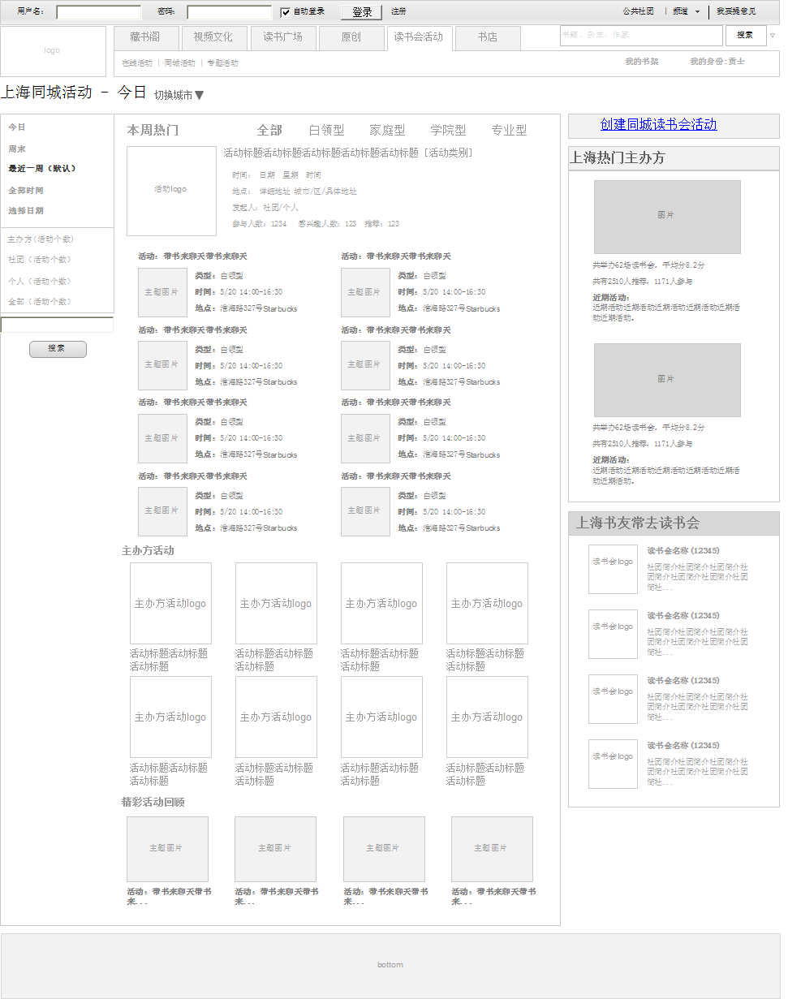 用户名： 密码： 自动登录 登录 注册 公共社团 | 频道 我要提意见
logo
藏书阁 视频文化 读书广场 原创 读书会活动 书店 书籍、杂志、作家 搜索
在线活动 | 同城活动 | 专题活动 我的书架 我的身份:贡士
上海同城活动 - 今日 切换城市▼
今日
周末
最近一周（默认）
全部时间
选择日期
主办方(活动个数)
社团（活动个数）
个人（活动个数）
全部（活动个数）
搜索
本周热门 全部 白领型 家庭型 学院型 专业型
活动logo
活动标题活动标题活动标题活动标题活动标题 [活动类别]
时间： 日期 星期 时间
地点： 详细地址 城市/区/具体地址
发起人：社团/个人
参与人数：1234 感兴趣人数：123 推荐：123
活动：带书来聊天带书来聊天 活动：带书来聊天带书来聊天
主题图片 主题图片
类型：白领型 类型：白领型
时间：5/20 14:00-16:30 时间：5/20 14:00-16:30
地点：淮海路327号Starbucks 地点：淮海路327号Starbucks
活动：带书来聊天带书来聊天 活动：带书来聊天带书来聊天
主题图片 主题图片
类型：白领型 类型：白领型
时间：5/20 14:00-16:30 时间：5/20 14:00-16:30
地点：淮海路327号Starbucks 地点：淮海路327号Starbucks
活动：带书来聊天带书来聊天 活动：带书来聊天带书来聊天
主题图片 主题图片
类型：白领型 类型：白领型
时间：5/20 14:00-16:30 时间：5/20 14:00-16:30
地点：淮海路327号Starbucks 地点：淮海路327号Starbucks
活动：带书来聊天带书来聊天 活动：带书来聊天带书来聊天
主题图片 主题图片
类型：白领型 类型：白领型
时间：5/20 14:00-16:30 时间：5/20 14:00-16:30
地点：淮海路327号Starbucks 地点：淮海路327号Starbucks
主办方活动
主办方活动logo 主办方活动logo 主办方活动logo 主办方活动logo
活动标题活动标题 活动标题活动标题 活动标题活动标题 活动标题活动标题
活动标题 活动标题 活动标题 活动标题
主办方活动logo 主办方活动logo 主办方活动logo 主办方活动logo
活动标题活动标题 活动标题活动标题 活动标题活动标题 活动标题活动标题
活动标题 活动标题 活动标题 活动标题
精彩活动回顾
主题图片 主题图片 主题图片 主题图片
活动：带书来聊天带书 活动：带书来聊天带书 活动：带书来聊天带书 活动：带书来聊天带书
来... 来... 来... 来...
创建同城读书会活动
上海热门主办方
图片
共举办62场读书会，平均分8.2分
共有2510人推荐，1171人参与
近期活动：
近期活动近期活动近期活动近期活动近期活
动近期活动。
图片
共举办62场读书会，平均分8.2分
共有2510人推荐，1171人参与
近期活动：
近期活动近期活动近期活动近期活动近期活
动近期活动。
上海书友常去读书会
读书会logo
读书会名称(12345)
社团简介社团简介社团简介社
团简介社团简介社团简介社团
简社...
读书会logo
读书会名称(12345)
社团简介社团简介社团简介社
团简介社团简介社团简介社团
简社...
读书会logo
读书会名称(12345)
社团简介社团简介社团简介社
团简介社团简介社团简介社团
简社...
读书会logo
读书会名称(12345)
社团简介社团简介社团简介社
团简介社团简介社团简介社团
简社...
bottom